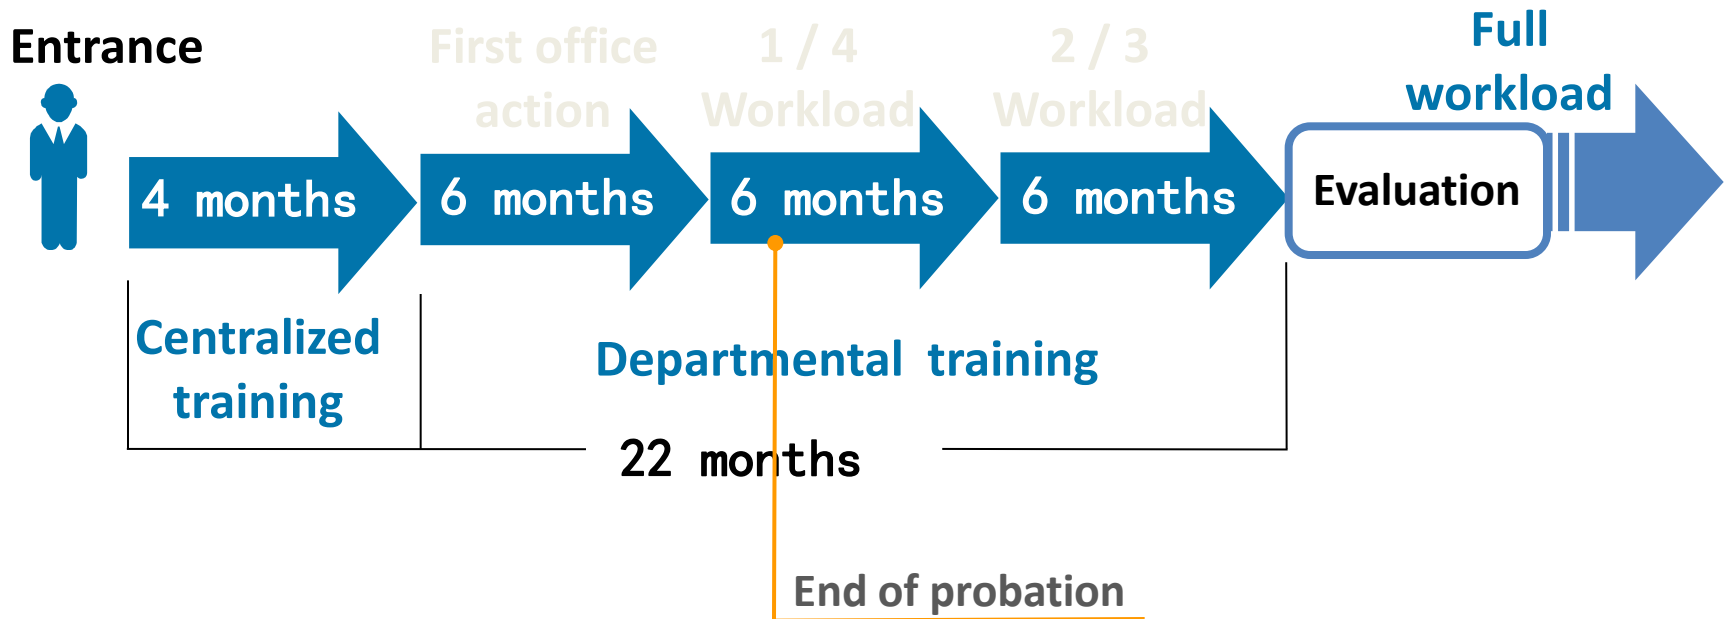 Entrance
First office
action
1 / 4
Workload
2 / 3
Workload
Full
workload
4 months
6 months
6 months
6 months
Evaluation
Centralized
training
Departmental training
22 months
End of probation